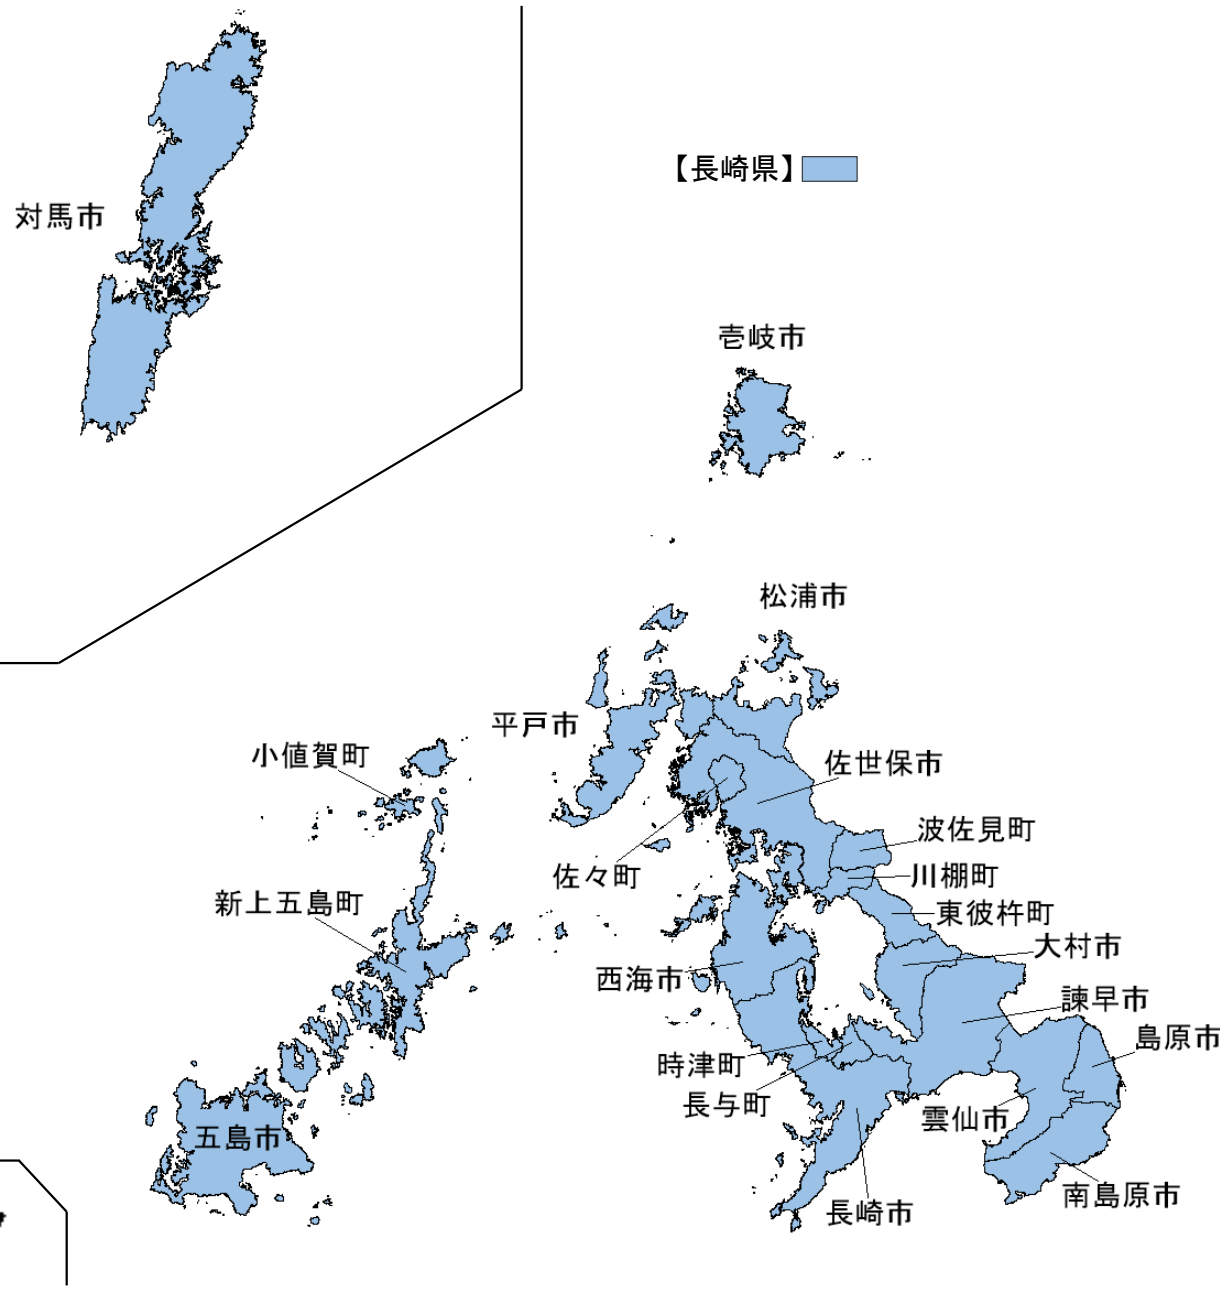 対馬市
【長崎県】
壱岐市
松浦市
平戸市
小値賀町
佐世保市
波佐見町
佐々町
川棚町
新上五島町
東彼杵町
大村市
西海市
諫早市
島原市
時津町
長与町
雲仙市
五島市
南島原市
長崎市